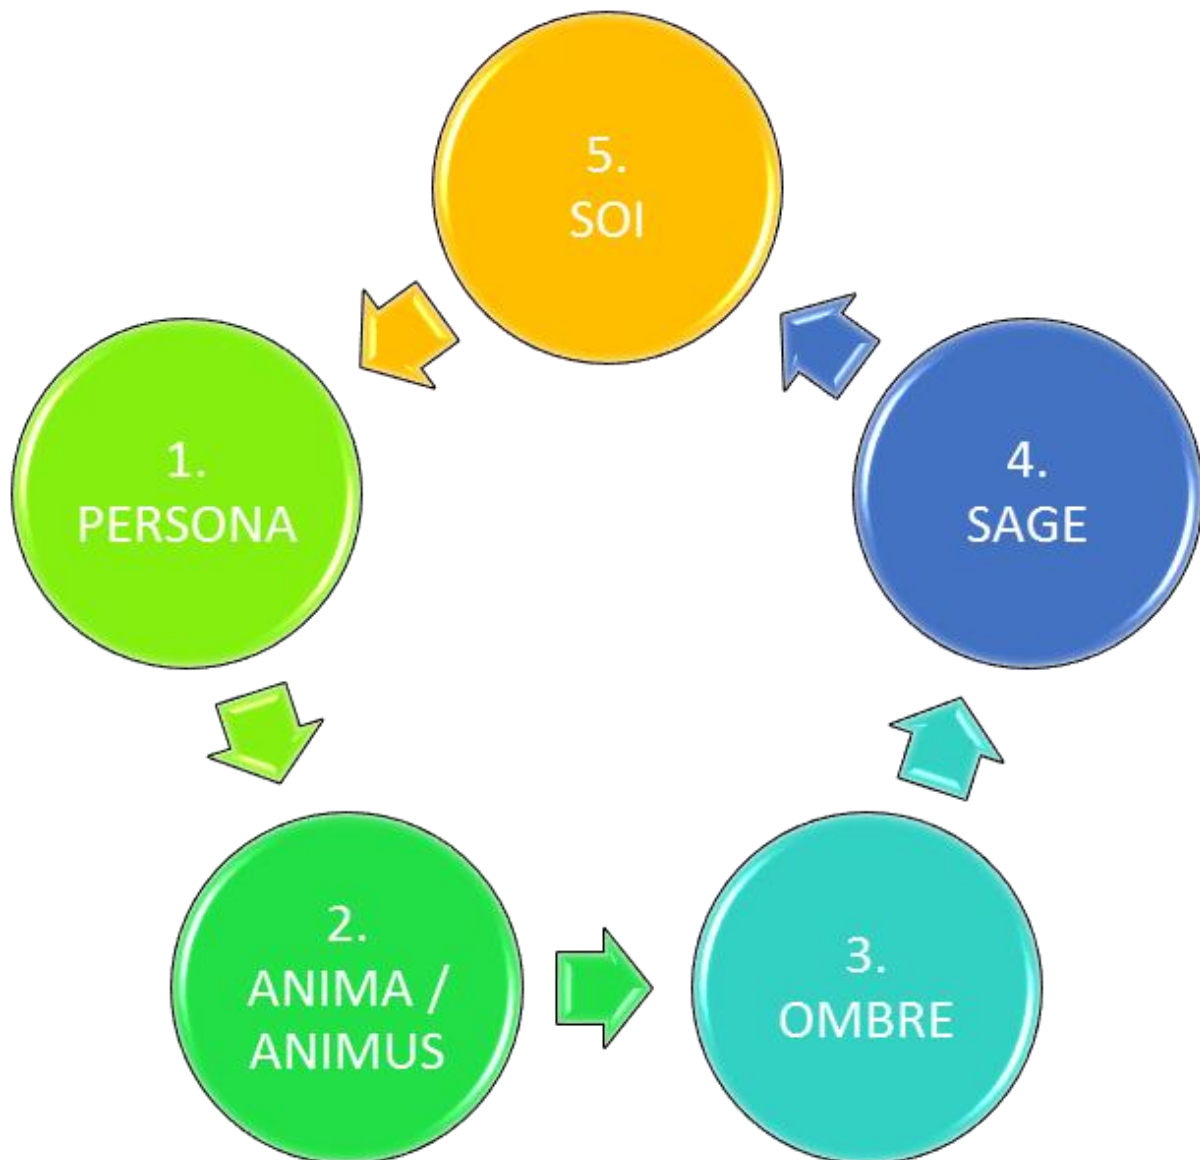 5.
SOI
1.
PERSONA
4.
SAGE
2.
ANIMA /
ANIMUS
3.
OMBRE